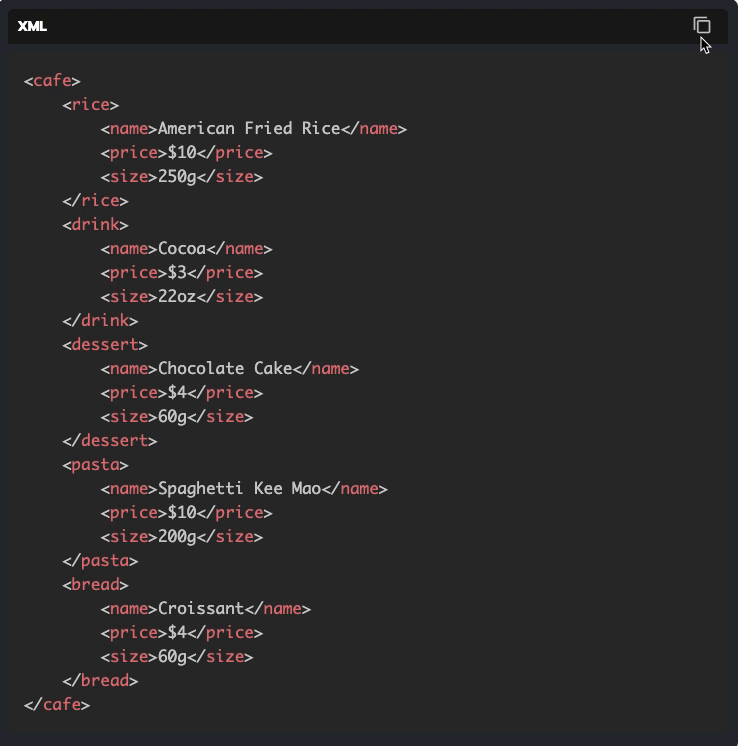 XML
<cafe>
    <rice>
        <name>American Fried Rice</name>
        <price>$10</price>
        <size>250g</size>
    </rice>
    <drink>
        <name>Cocoa</name>
        <price>$3</price>
        <size>22oz</size>
    </drink>
    <dessert>
        <name>Chocolate Cake</name>
        <price>$4</price>
        <size>60g</size>
    </dessert>
    <pasta>
        <name>Spaghetti Kee Mao</name>
        <price>$10</price>
        <size>200g</size>
    </pasta>
    <bread>
        <name>Croissant</name>
        <price>$4</price>
        <size>60g</size>
    </bread>
</cafe>